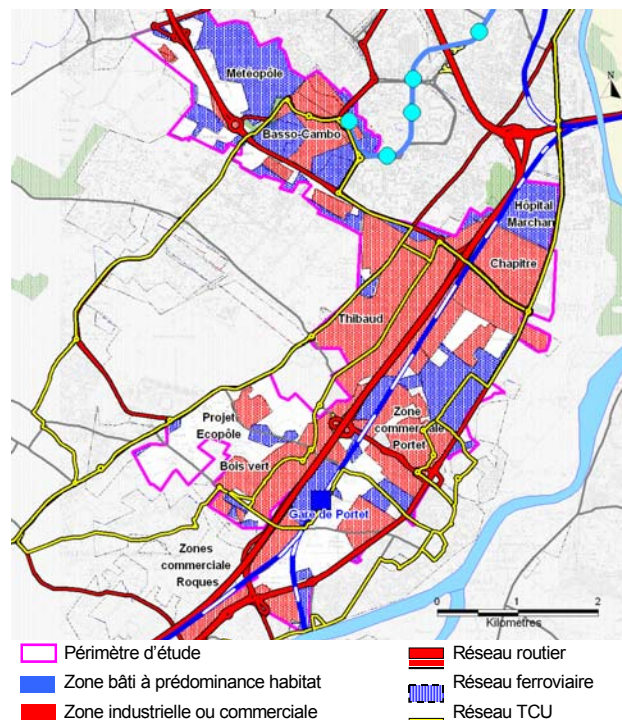 Météopôle
N
Basso-Cambo
Hôpital
Marchan
Chapitre
Thibaud
Projet
Ecopôle
Zone
commerciale
Portet
Bois vert
Gare de Portet
Zones
commerciale
Roques
0 1 2
Kilomètres
Périmètre d'étude
Réseau routier
Zone bâti à prédominance habitat
Réseau ferroviaire
Zone industrielle ou commerciale
Réseau TCU